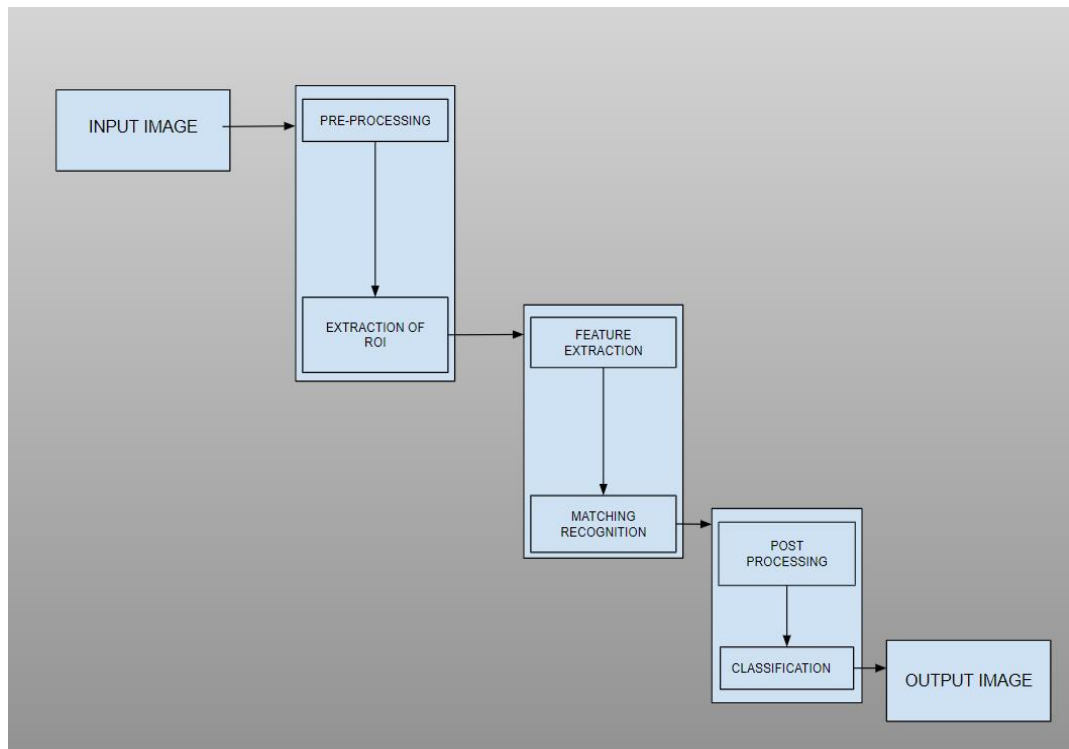 INPUT IMAGE
PRE-PROCESSING
EXTRACTION OF
ROI
FEATURE
EXTRACTION
MATCHING
RECOGNITION
POST
PROCESSING
CLASSIFICATION
OUTPUT IMAGE